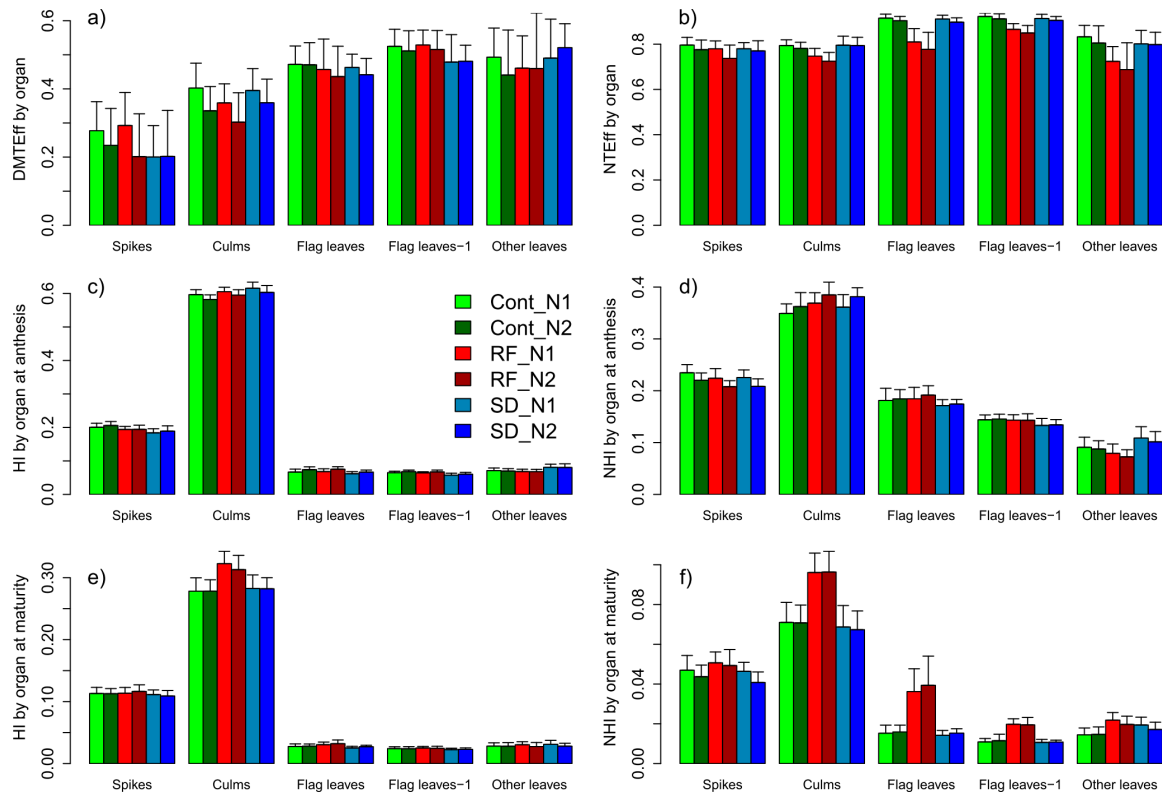 a)
DMTEff by organ
0.6
0.4
0.2
0.0
Spikes Culms Flag leaves Flag leaves−1 Other leaves
b)
NTEff by organ
0.8
0.4
0.0
Spikes Culms Flag leaves Flag leaves−1 Other leaves
c)
HI by organ at anthesis
0.6
0.4
0.2
0.0
Spikes Culms Flag leaves Flag leaves−1 Other leaves
Cont_N1
Cont_N2
RF_N1
RF_N2
SD_N1
SD_N2
d)
NHI by organ at anthesis
0.4
0.3
0.2
0.1
0.0
Spikes Culms Flag leaves Flag leaves−1 Other leaves
e)
HI by organ at maturity
0.30
0.20
0.10
0.00
Spikes Culms Flag leaves Flag leaves−1 Other leaves
f)
NHI by organ at maturity
0.08
0.04
0.00
Spikes Culms Flag leaves Flag leaves−1 Other leaves